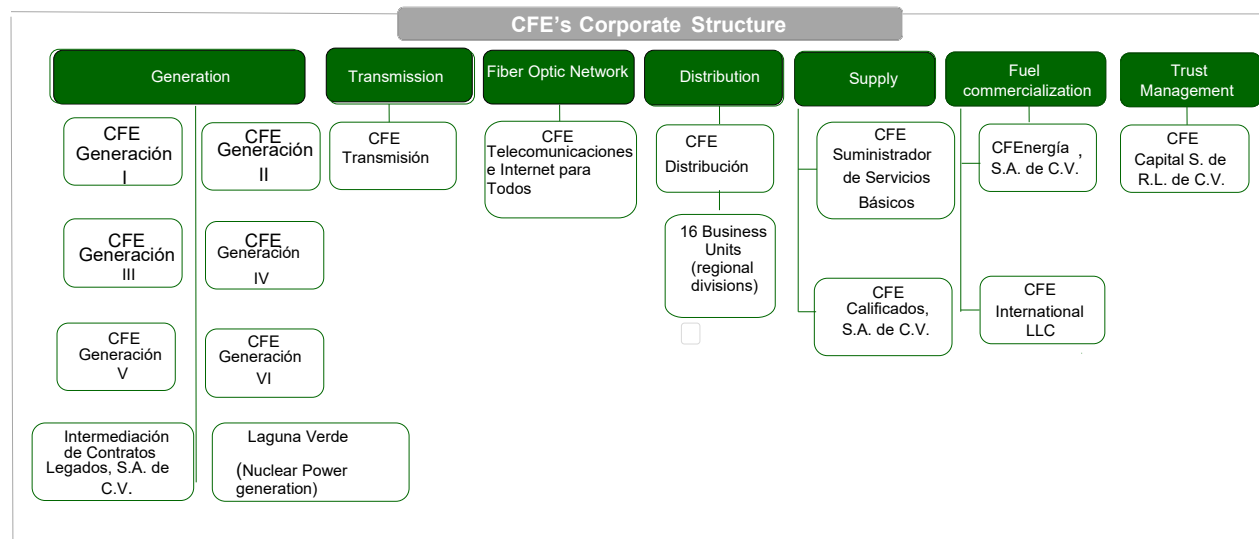 CFE's Corporate Structure
Generation
Transmission
Fiber Optic Network
Distribution
Supply
Fuel
commercialization
Trust
Management
CFE
Generación
I
CFE
Generación
II
CFE
Transmisión
CFE
Telecomunicaciones
e Internet para
Todos
CFE
Distribución
CFE
Suministrador
de Servicios
Básicos
CFEnergía ,
S.A. de C.V.
CFE
Capital S. de
R.L. de C.V.
CFE
Generación
III
CFE
Generación
IV
16 Business
Units
(regional
divisions)
CFE
Calificados,
S.A. de C.V.
CFE
International
LLC
CFE
Generación
V
CFE
Generación
VI
Intermediación
de Contratos
Legados, S.A. de
C.V.
Laguna Verde
(Nuclear Power
generation)